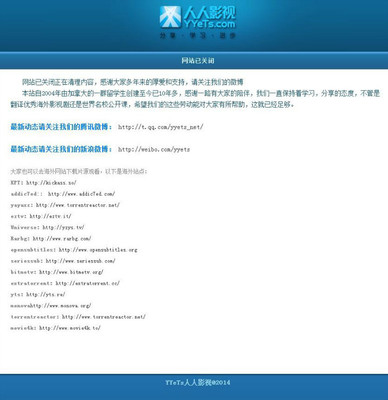 人人影视
YYeTs.com
分享·学习·进步
网站已关闭
网站已关闭正在清理内容，感谢大家多年来的厚爱和支持，请关注我们的微博
本站自2004年由加拿大的一群留学生创建至今已10年多，感谢一路有大家的陪伴，我们一直保持着学习，分享的态度，不管是
翻译优秀海外影视剧还是世界名校公开课，希望我们的这些劳动能对大家有所帮助，这就已经足够。
最新动态请关注我们的腾讯微博： http://t.qq.com/yyets_net/
最新动态请关注我们的新浪微博： http://weibo.com/yyets
大家也可以去海外网站下载片源观看：以下是海外站点：
KFT：http://kickass.so/
addic7ed：：http://www.addic7ed.com/
yupuzz：http://www.torrentreactor.net/
eztv：http://eztv.it/
Universe：http://yyys.tv/
Rarbg：http://www.rarbg.com/
opensubtitles：http://www.opensubtitles.org
seriessub：http://www.seriessub.com/
bitmetv：http://www.bitmetv.org/
extratorrent：http://extratorrent.cc/
yts：http://yts.re/
monovahttp://www.monova.org/
torrentreactor：http://www.torrentreactor.net/
movie4k：http://www.movie4k.to/
YYeTs人人影视©2014